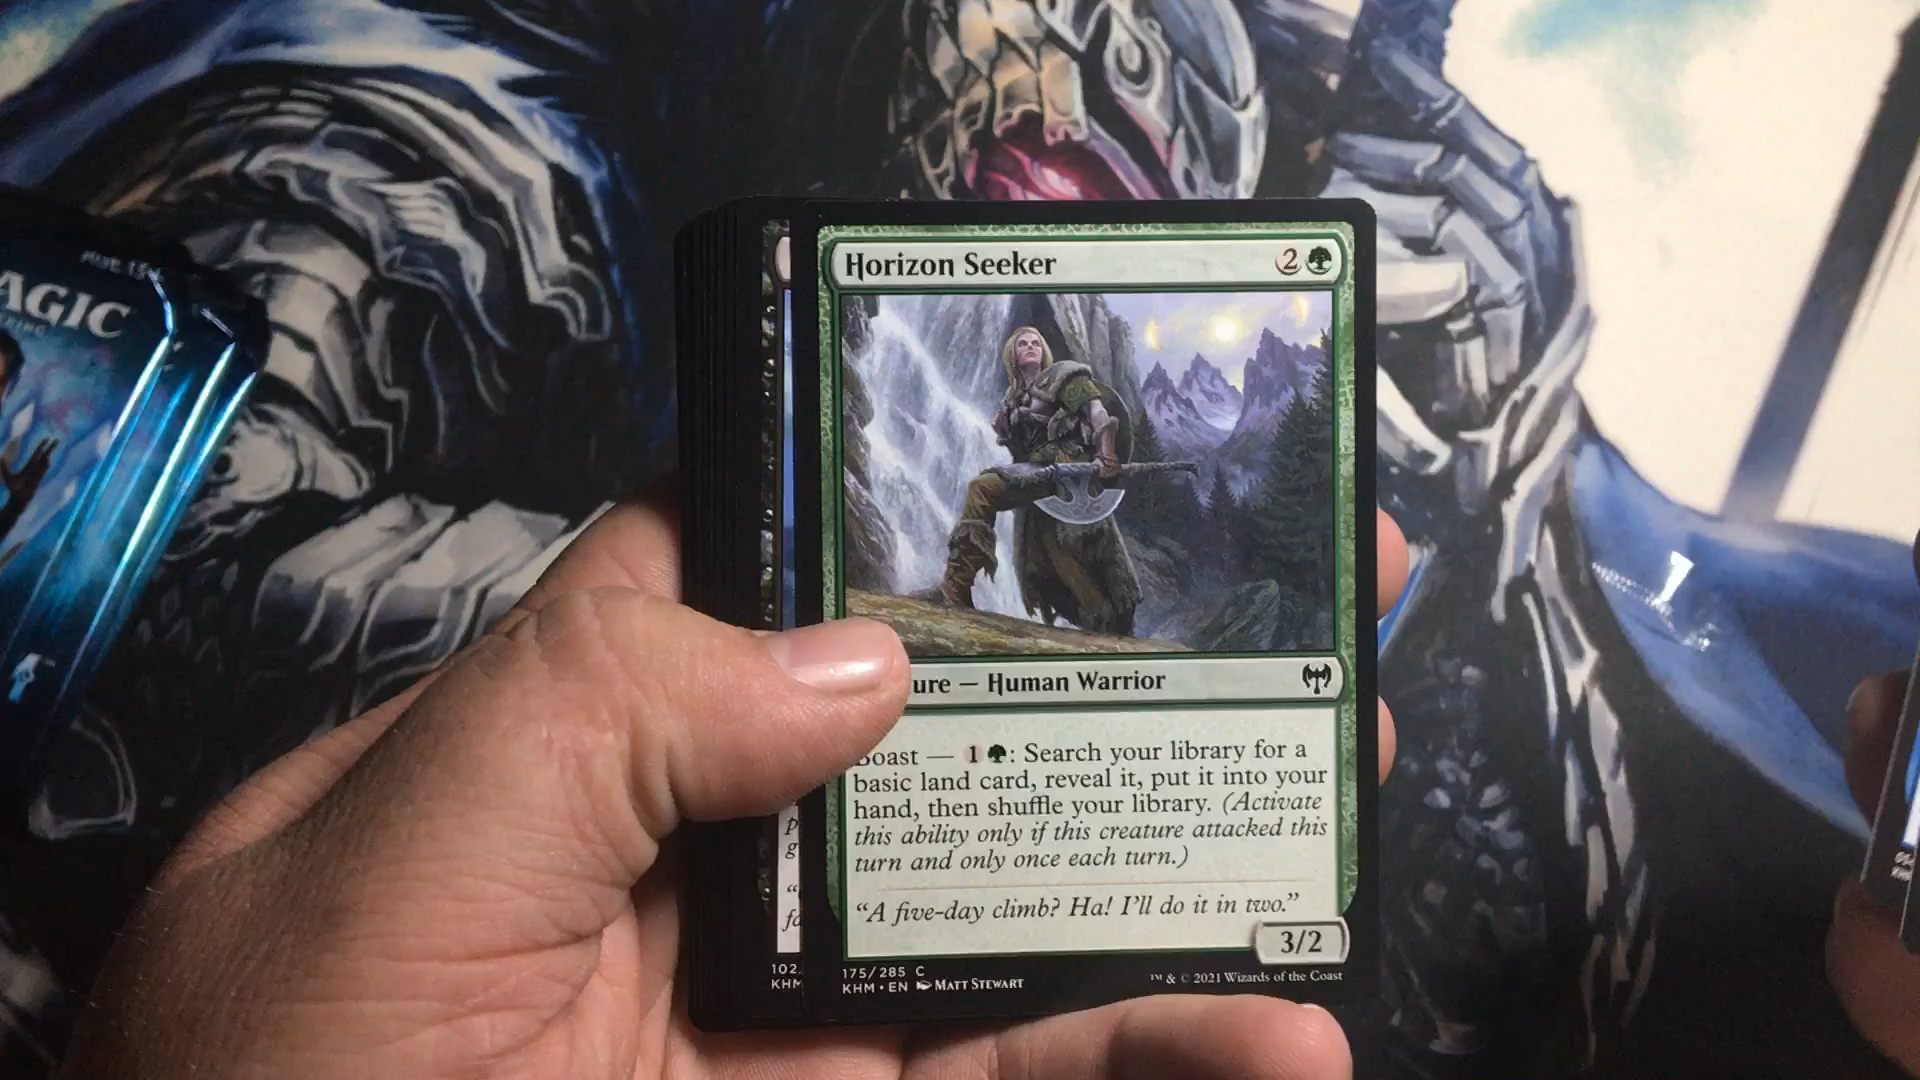 AGIC
Horizon Seeker 2
ure — Human Warrior
Boast — 1 : Search your library for a
basic land card, reveal it, put it into your
hand, then shuffle your library. (Activate
this ability only if this creature attacked this
turn and only once each turn.)
“A five-day climb? Ha! I’ll do it in two.”
3/2
175/285 C
KHM • EN MATT STEWART
™ & © 2021 Wizards of the Coast
p
g
“
fa
102
KHM